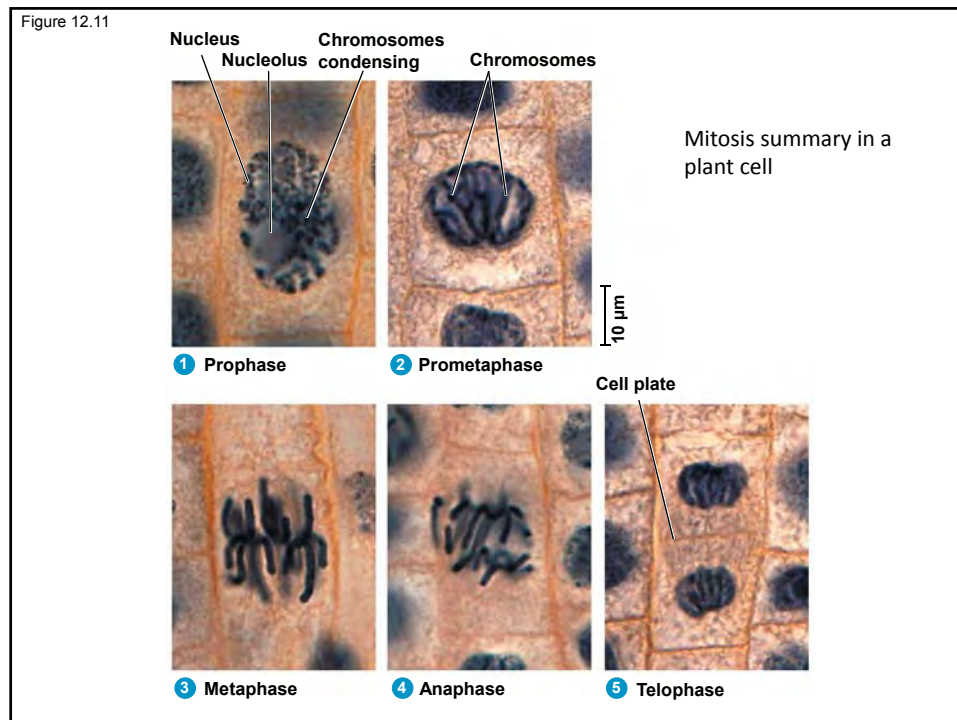 Figure 12.11
Nucleus
Nucleolus
Chromosomes
condensing
Chromosomes
Mitosis summary in a
plant cell
10 µm
1 Prophase
2 Prometaphase
Cell plate
3 Metaphase
4 Anaphase
5 Telophase